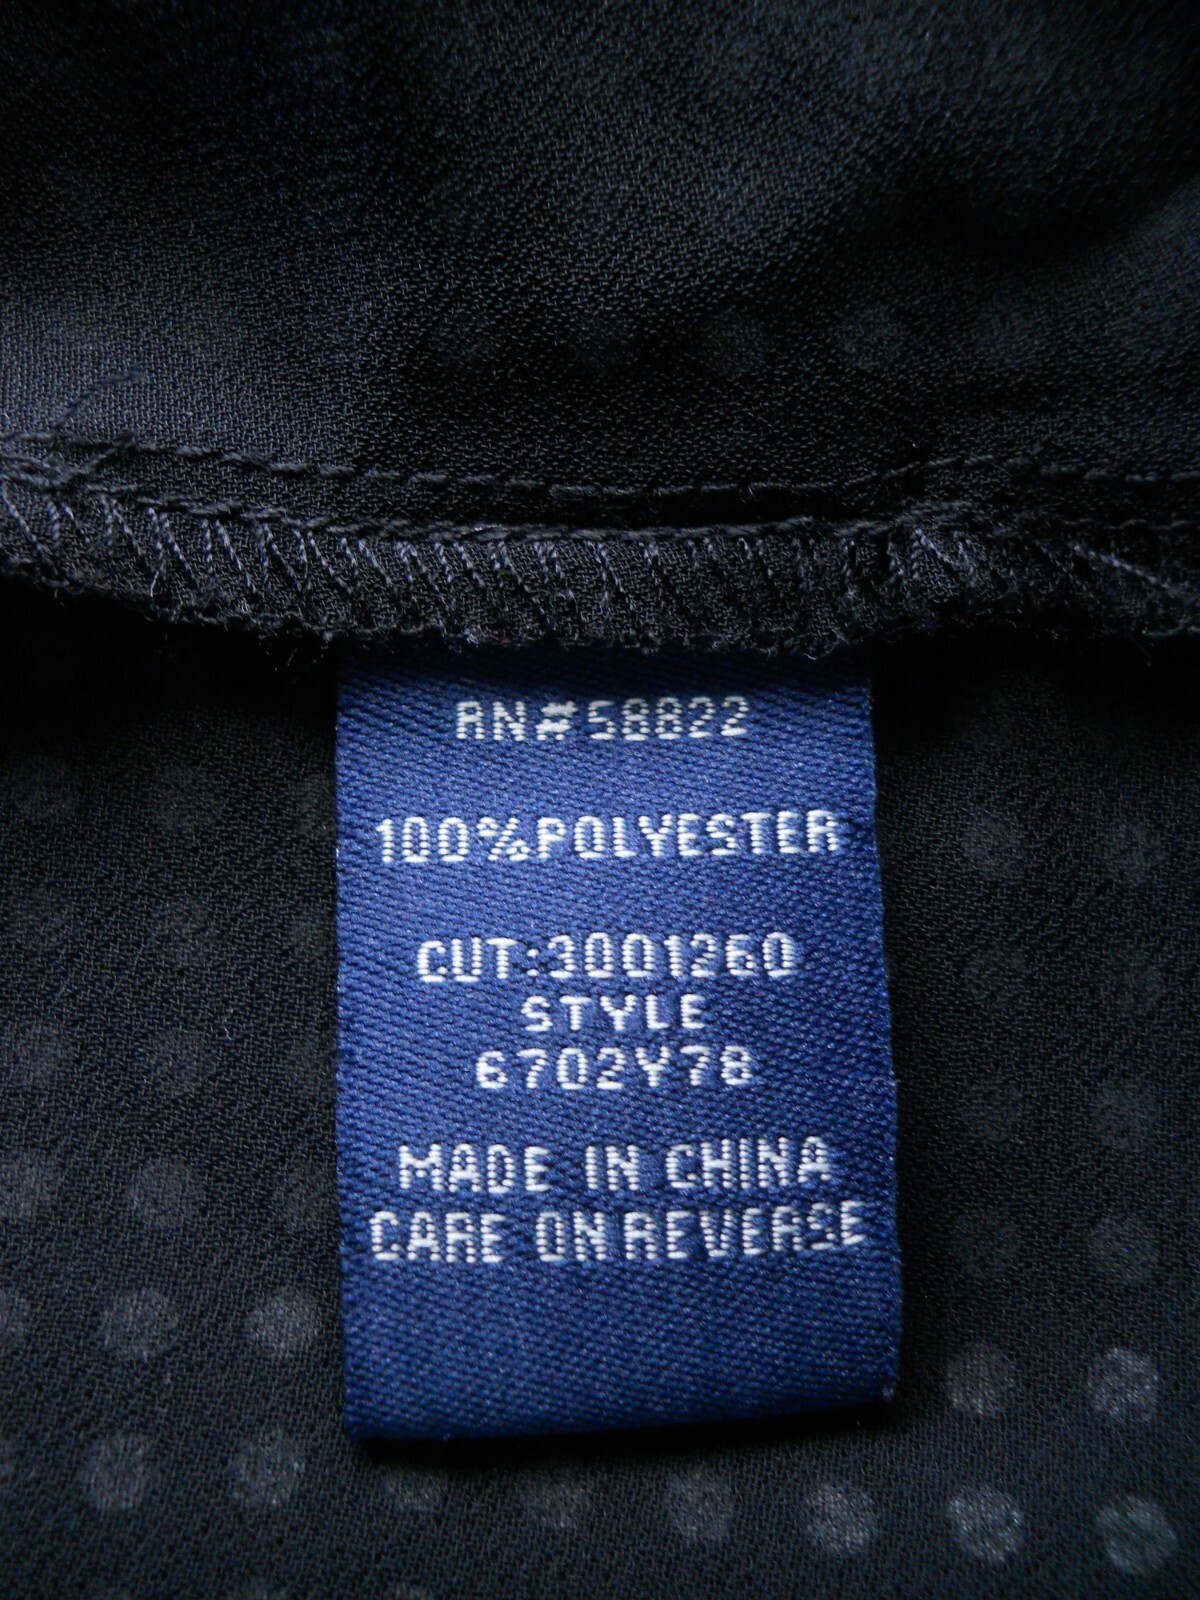 RN#58822
100%POLYESTER
CUT:3001260
STYLE
6702Y78
MADE IN CHINA
CARE ON REVERSE